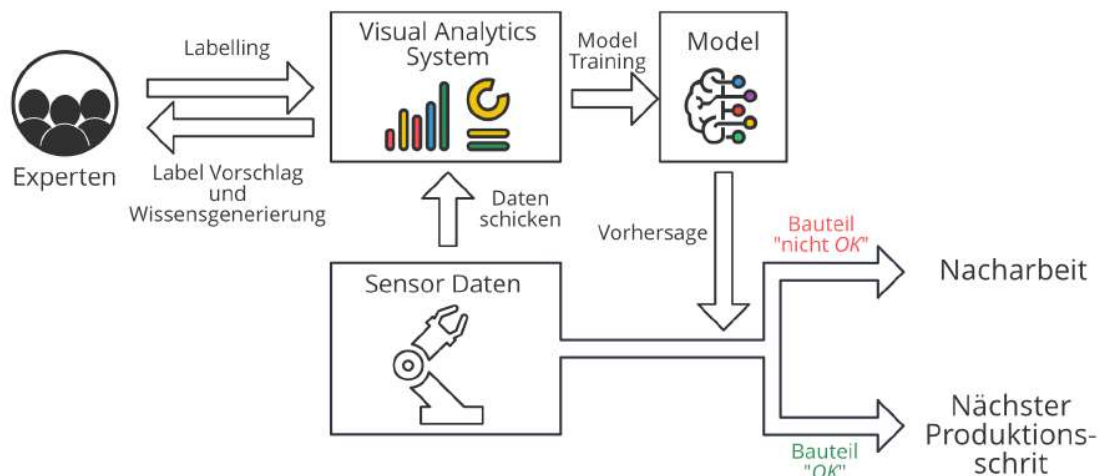 Labelling
Visual Analytics
System
Model
Training
Model
Experten
Label Vorschlag
und
Wissensgenerierung
Daten
schicken
Vorhersage
Bauteil
"nicht OK"
Nacharbeit
Sensor Daten
Bauteil
"OK"
Nächster
Produktions-
schrit